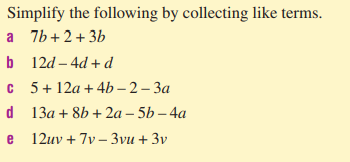 Simplify the following by collecting like terms.
a 7b + 2 + 3b
b 12d – 4d + d
c 5 + 12a + 4b – 2 – 3a
d 13a + 8b + 2a – 5b – 4a
e 12uv + 7v – 3vu + 3v